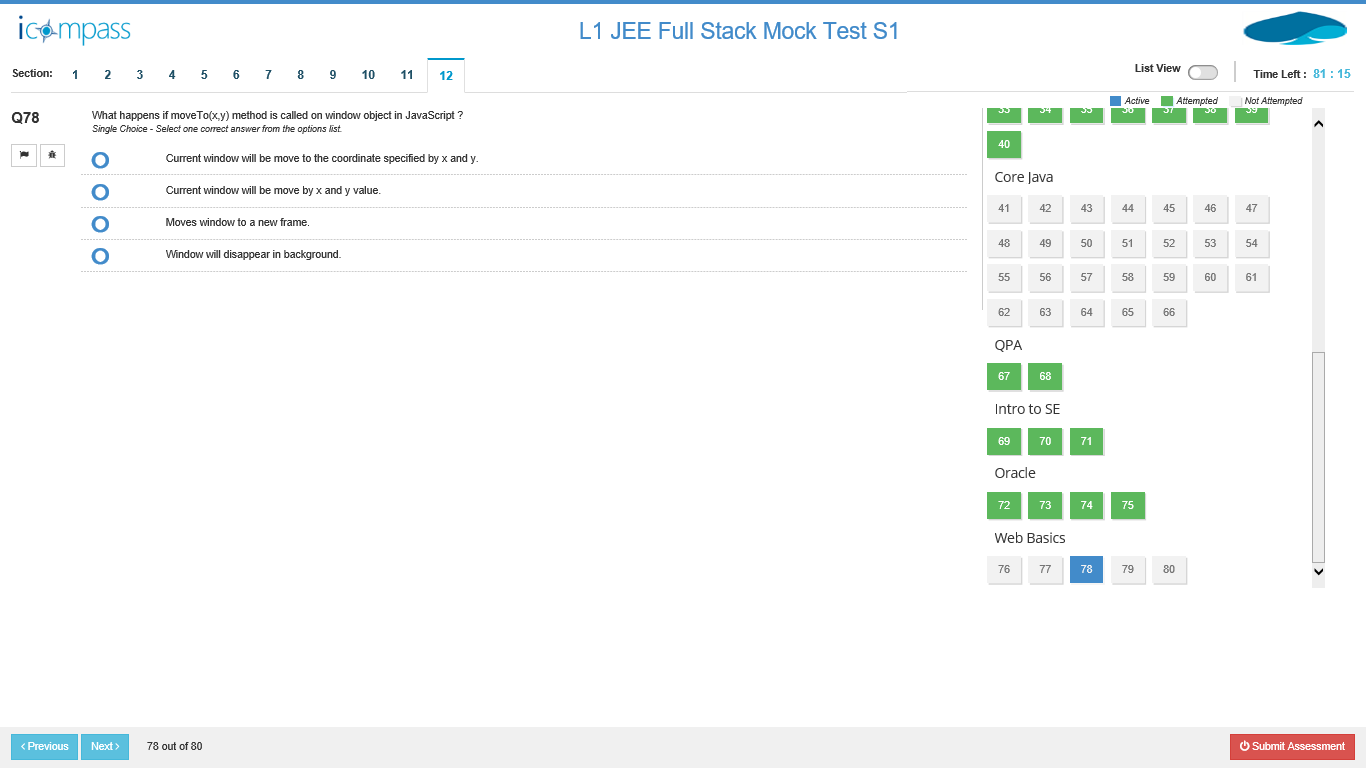 icompass
L1 JEE Full Stack Mock Test S1
Section: 1 2 3 4 5 6 7 8 9 10 11 12
List View
Time Left : 81 : 15
Active Attempted Not Attempted
Q78
What happens if moveTo(x,y) method is called on window object in JavaScript ?
Single Choice - Select one correct answer from the options list.
Current window will be move to the coordinate specified by x and y.
Current window will be move by x and y value.
Moves window to a new frame.
Window will disappear in background.
33 34 35 36 37 38 39
40
Core Java
41 42 43 44 45 46 47
48 49 50 51 52 53 54
55 56 57 58 59 60 61
62 63 64 65 66
QPA
67 68
Intro to SE
69 70 71
Oracle
72 73 74 75
Web Basics
76 77 78 79 80
Previous Next 78 out of 80
Submit Assessment